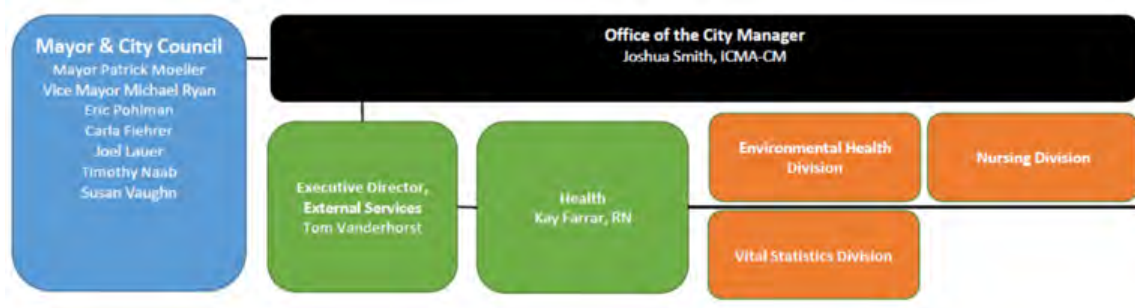 Mayor & City Council
Mayor Patrick Moeller
Vice Mayor Michael Ryan
Eric Pohlman
Carla Fiehrer
Joel Lauer
Timothy Naab
Susan Vaughn
Office of the City Manager
Joshua Smith, ICMA-CM
Executive Director,
External Services
Tom Vanderhorst
Health
Kay Farrar, RN
Environmental Health
Division
Nursing Division
Vital Statistics Division